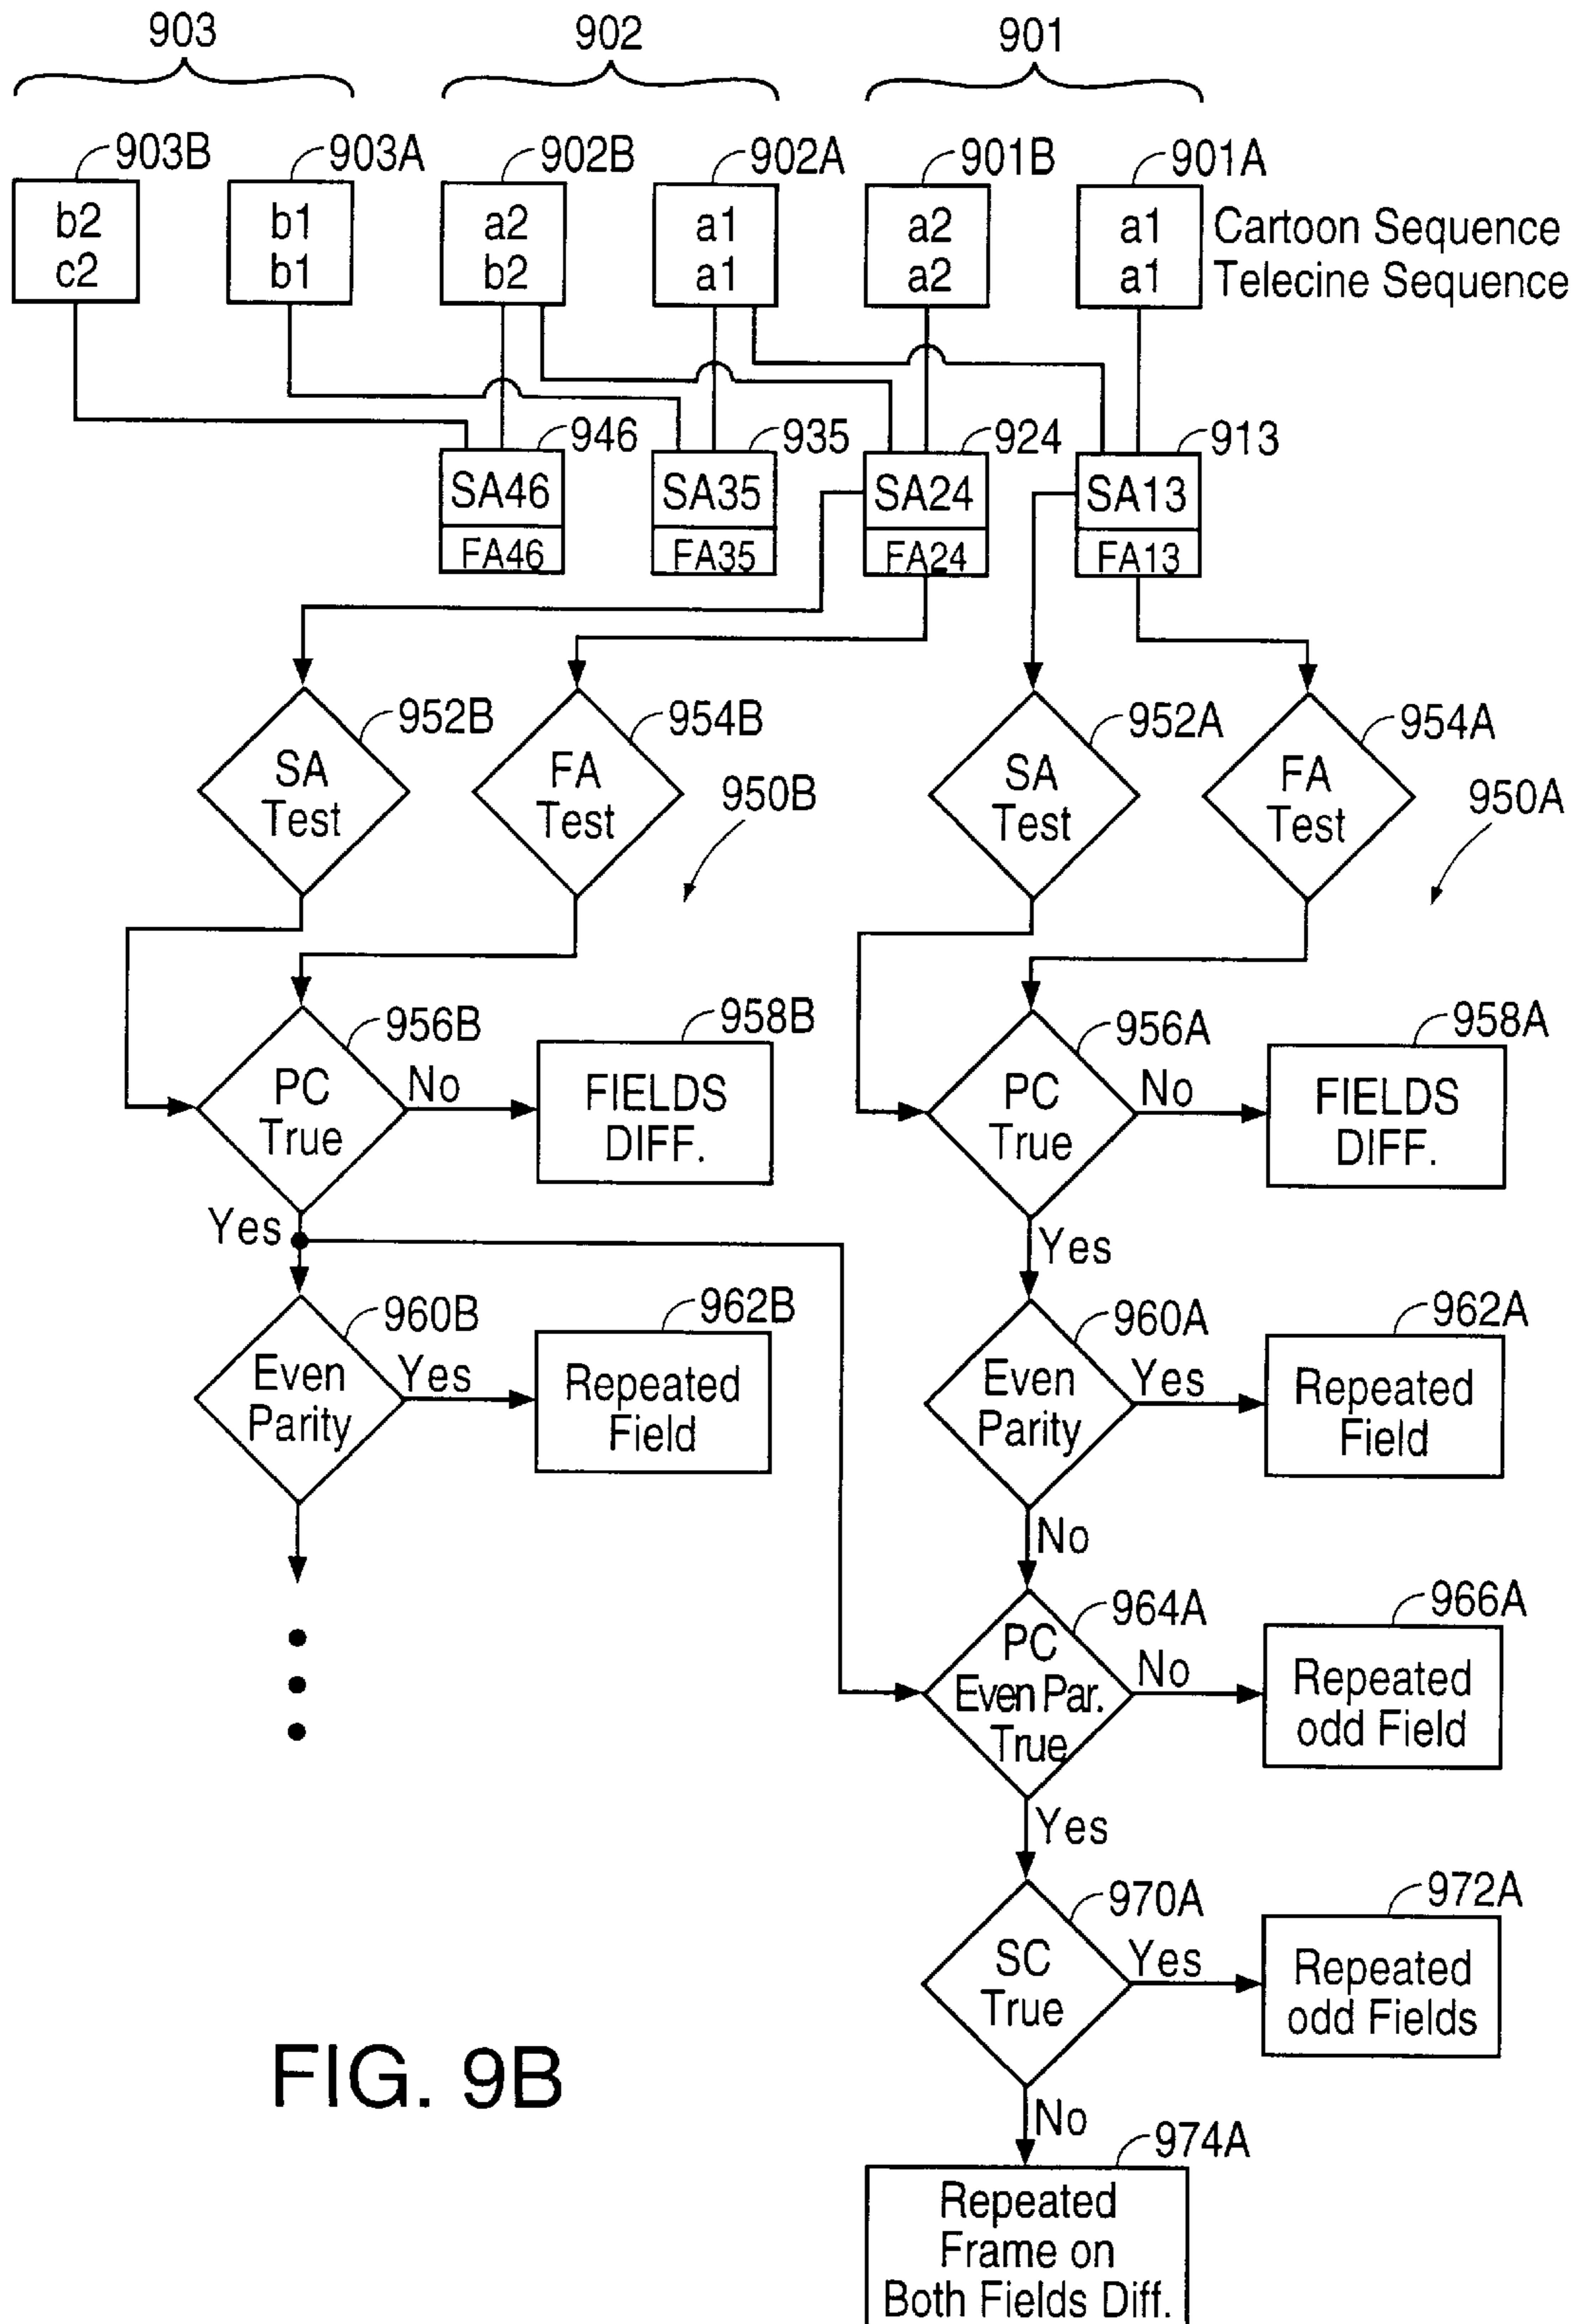 903 902 901
903B 903A 902B 902A 901B 901A
b2 b1 a2 a1 a2 a1 Cartoon Sequence
c2 b1 b2 a1 a2 a1 Telecine Sequence
946 935 924 913
SA46 SA35 SA24 SA13
FA46 FA35 FA24 FA13
952B 954B 952A 954A
SA FA SA FA
Test Test Test Test
950B 950A
956B 958B 956A 958A
PC No FIELDS PC No FIELDS
True DIFF. True DIFF.
Yes Yes
960B 962B 960A 962A
Even Yes Repeated Even Yes Repeated
Parity Field Parity Field
No
964A 966A
PC No Repeated
Even Par. odd Field
True
Yes
970A 972A
SC Yes Repeated
True odd Fields
FIG. 9B
No
974A
Repeated
Frame on
Both Fields Diff.